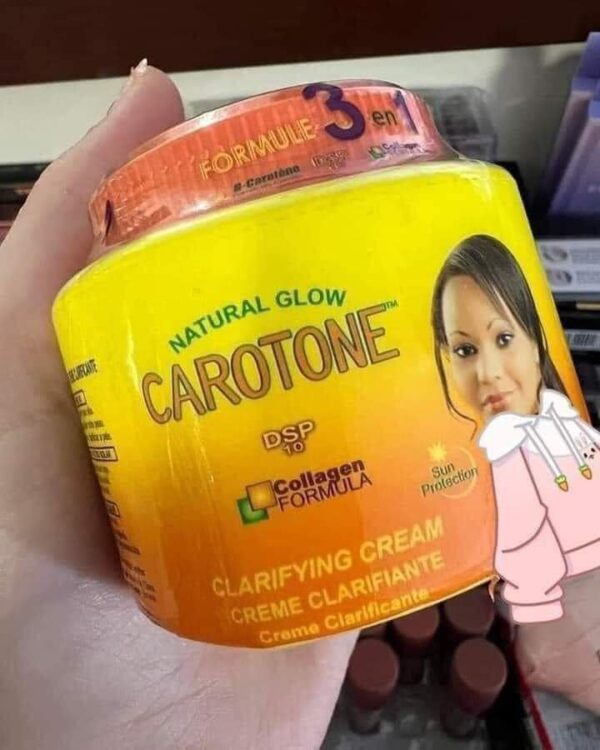 FORMULE 3 en 1
B-Carotène
NATURAL GLOW
CAROTONE™
DSP
10
Collagen
FORMULA
Sun
Protection
CLARIFYING CREAM
CREME CLARIFIANTE
Creme Clarificante